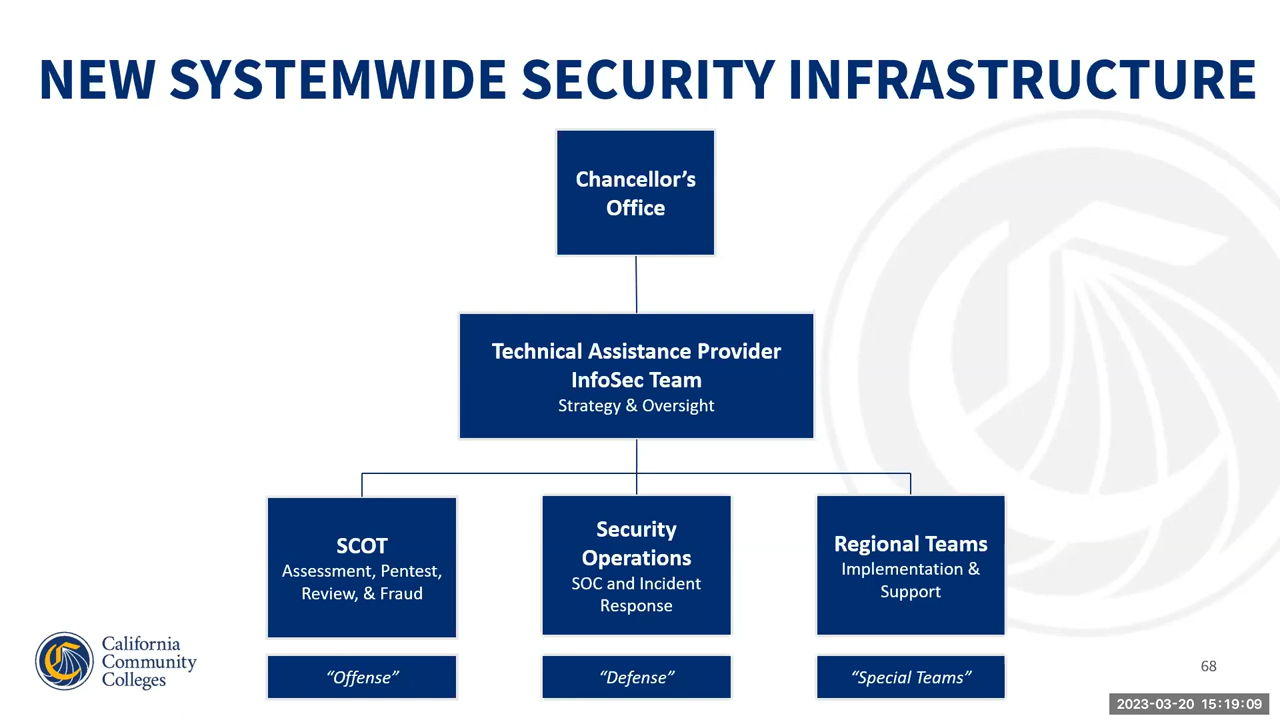 NEW SYSTEMWIDE SECURITY INFRASTRUCTURE
Chancellor’s
Office
Technical Assistance Provider
InfoSec Team
Strategy & Oversight
SCOT
Assessment, Pentest,
Review, & Fraud
Security
Operations
SOC and Incident
Response
Regional Teams
Implementation &
Support
“Offense”
“Defense”
“Special Teams”
California
Community
Colleges
68
2023-03-20 15:19:09